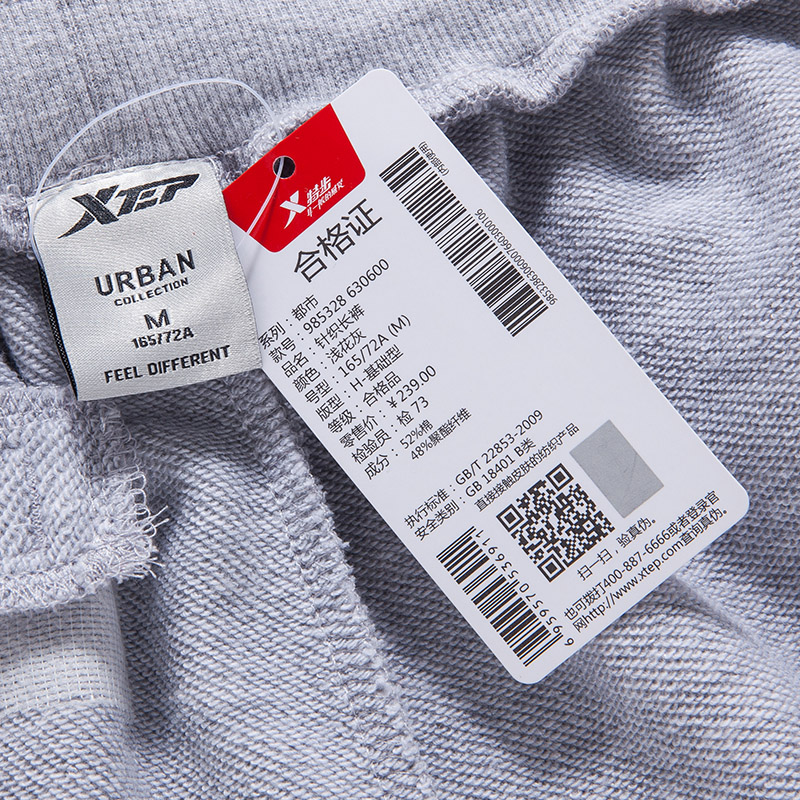 XTEP
URBAN
COLLECTION
M
165/72A
FEEL DIFFERENT
特步
合格证
(内部使用)
系列：都市
款号：985328 630600
品名：针织长裤
颜色：浅花灰
号型：165/72A (M)
版型：H-基础型
等级：合格品
零售价：￥239.00
检验员：检 73
成分：52%棉
48%聚酯纤维
执行标准：GB/T 22853-2009
安全类别：GB 18401 B类
直接接触皮肤的纺织产品
扫一扫，验真伪。
也可拨打400-887-6666或者登录官
网http://www.xtep.com查询真伪。